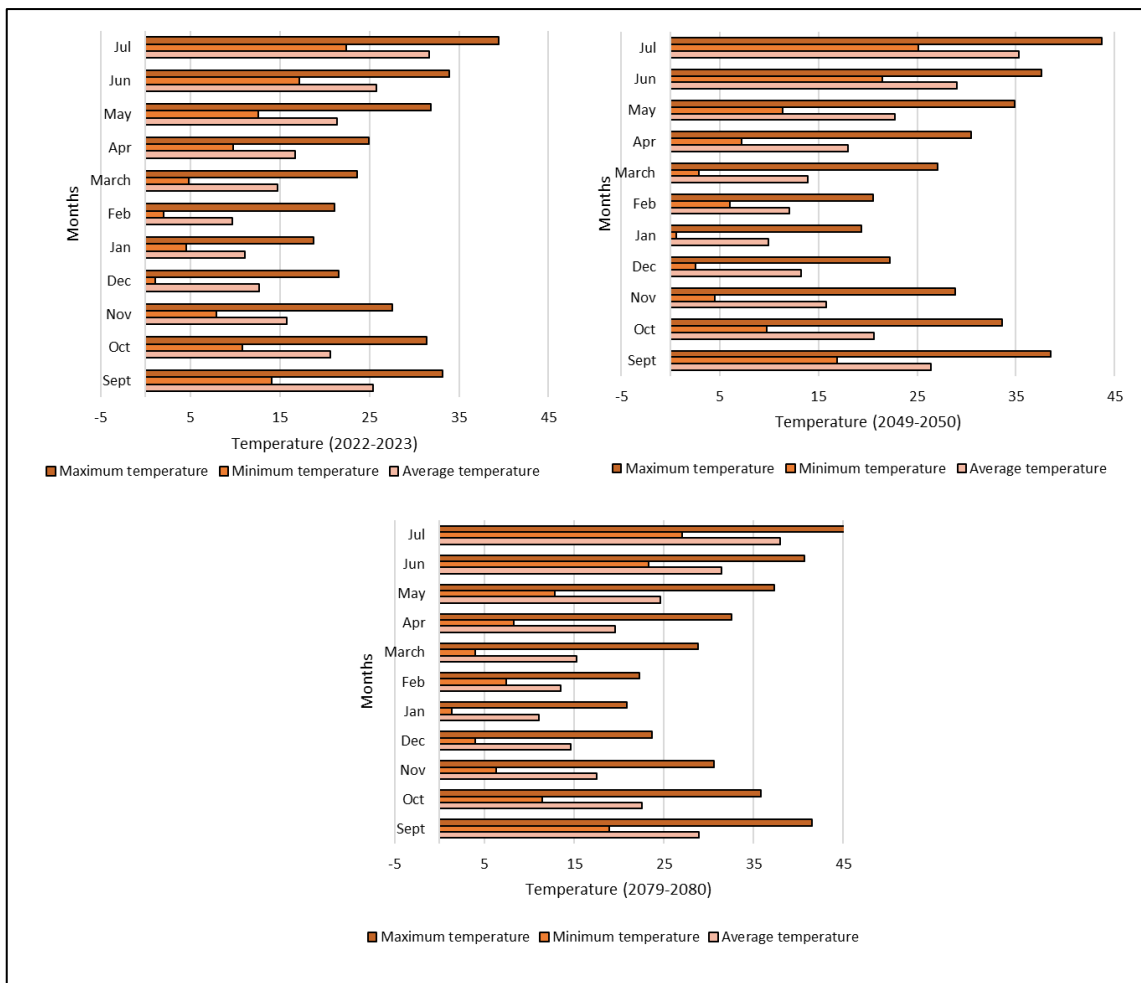 Jul
Jun
May
Apr
March
Feb
Jan
Dec
Nov
Oct
Sept
Months
-5 5 15 25 35 45
Temperature (2022-2023)
Maximum temperature Minimum temperature Average temperature
Jul
Jun
May
Apr
March
Feb
Jan
Dec
Nov
Oct
Sept
Months
-5 5 15 25 35 45
Temperature (2049-2050)
Maximum temperature Minimum temperature Average temperature
Jul
Jun
May
Apr
March
Feb
Jan
Dec
Nov
Oct
Sept
Months
-5 5 15 25 35 45
Temperature (2079-2080)
Maximum temperature Minimum temperature Average temperature